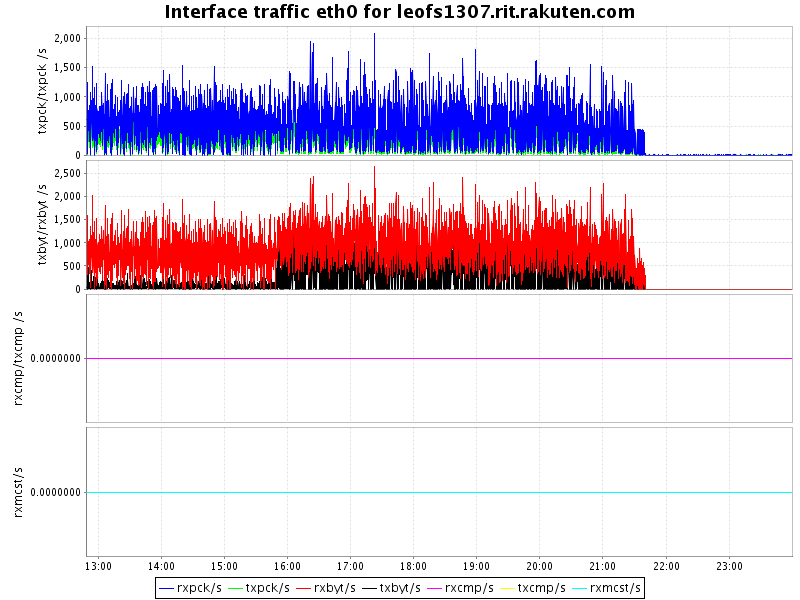 Interface traffic eth0 for leofs1307.rit.rakuten.com
txpck/txpck /s
2,000
1,500
1,000
500
0
txbyt/rxbyt /s
2,500
2,000
1,500
1,000
500
0
rxcmp/txcmp /s
0.0000000
rxmcst/s
0.0000000
13:00 14:00 15:00 16:00 17:00 18:00 19:00 20:00 21:00 22:00 23:00
rxpck/s txpck/s rxbyt/s txbyt/s rxcmp/s txcmp/s rxmcst/s